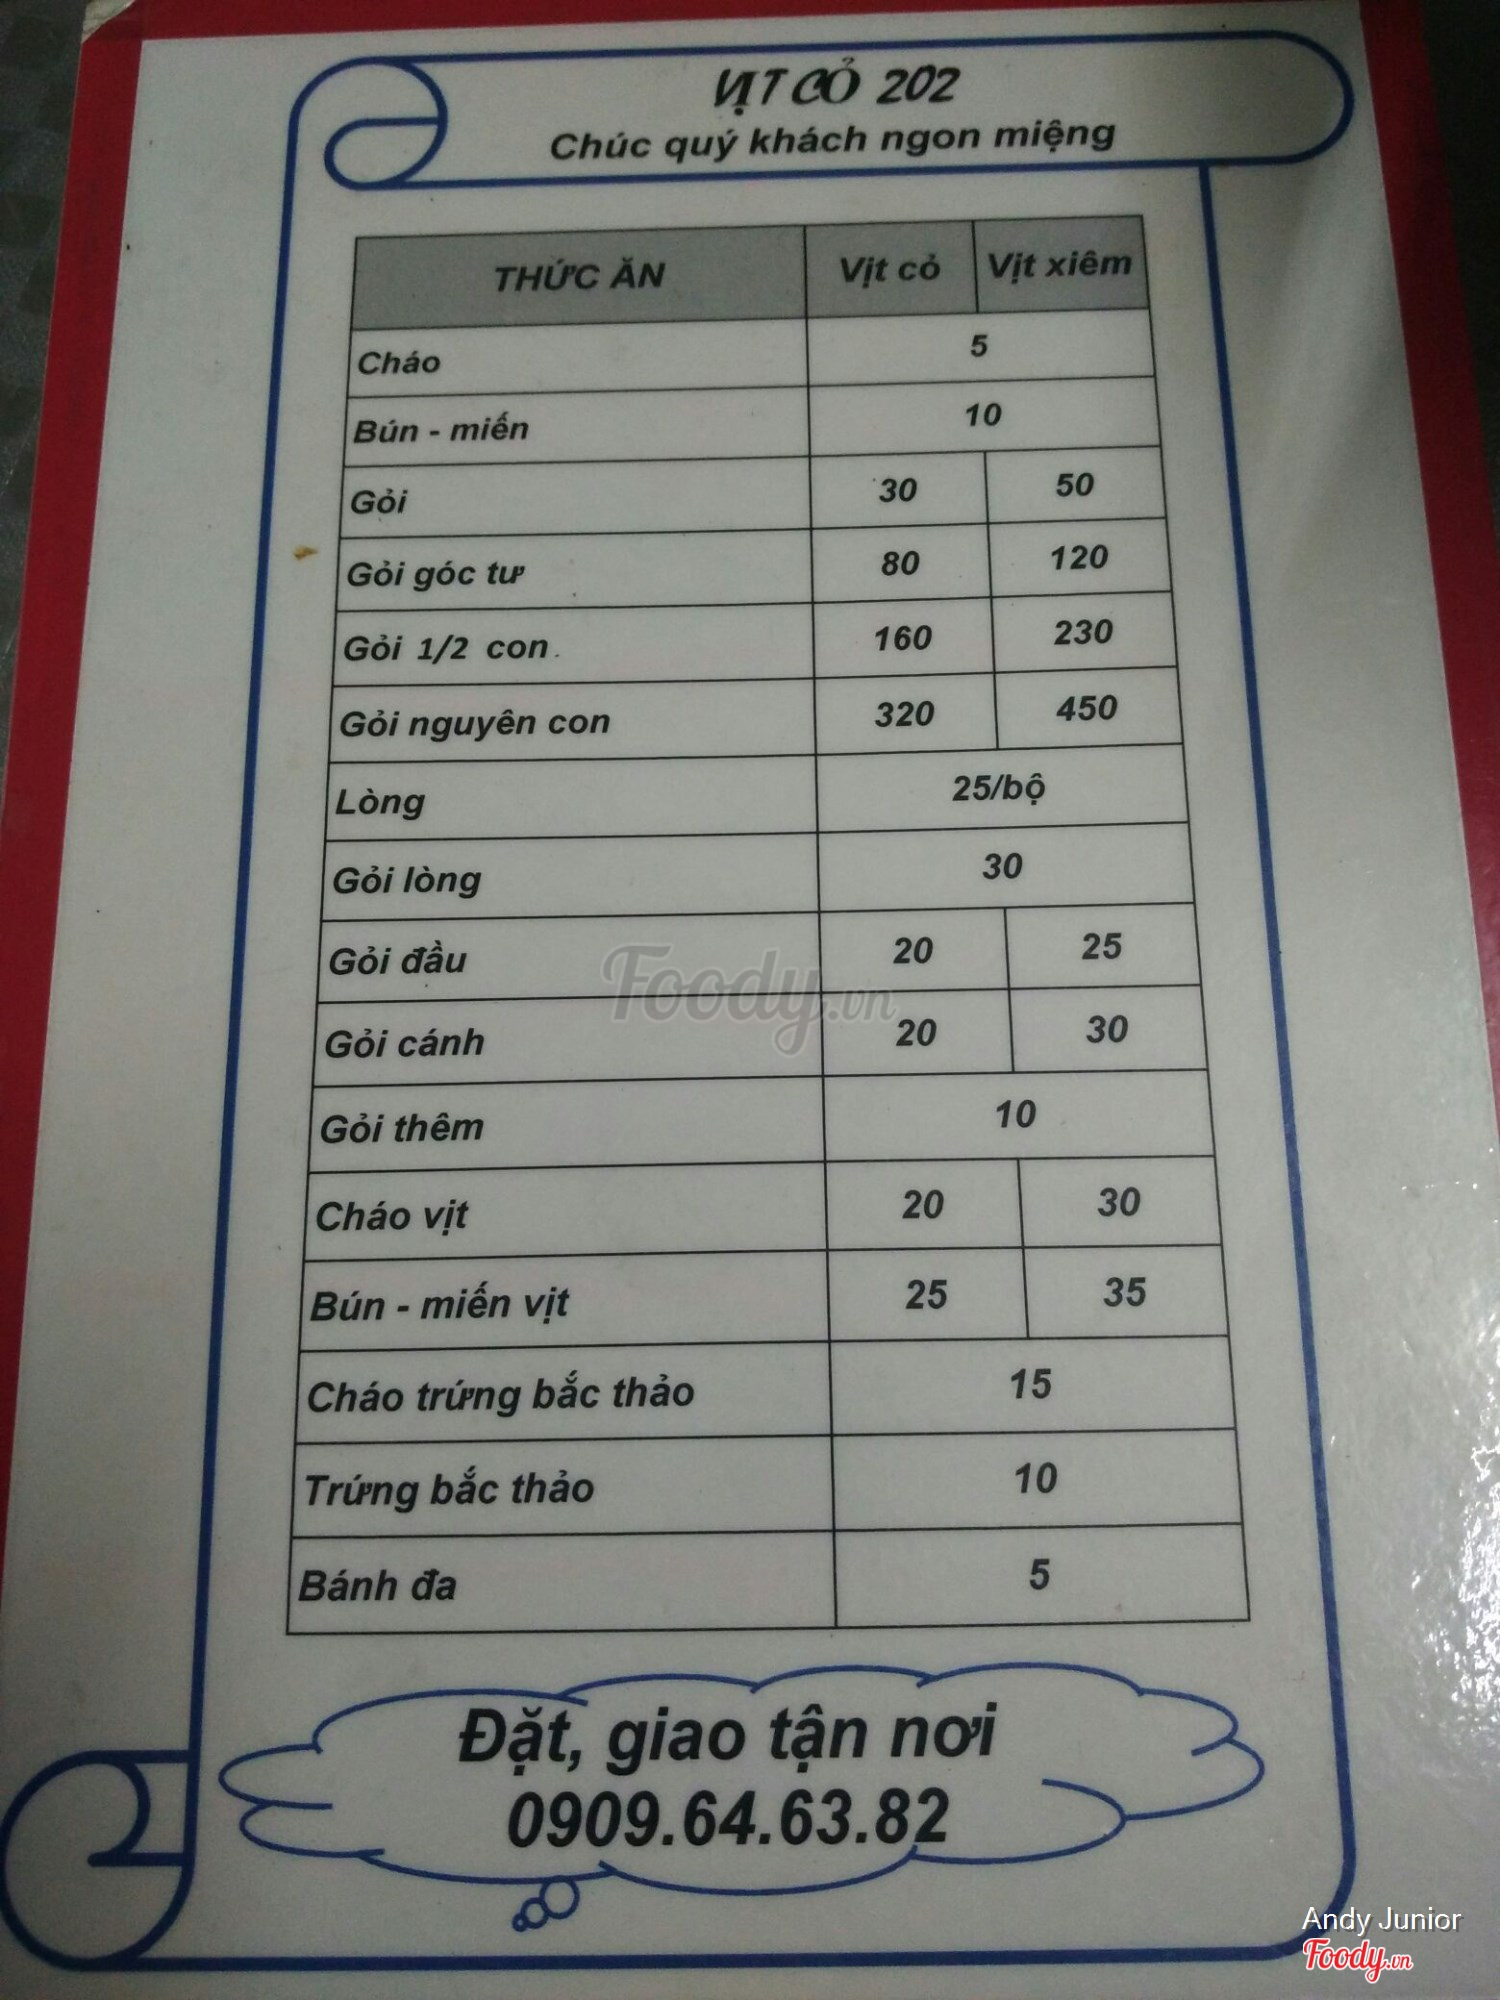 VỊT CỎ 202
Chúc quý khách ngon miệng
THỨC ĂN Vịt cỏ Vịt xiêm
Cháo 5
Bún - miến 10
Gỏi 30 50
Gỏi góc tư 80 120
Gỏi 1/2 con. 160 230
Gỏi nguyên con 320 450
Lòng 25/bộ
Gỏi lòng 30
Gỏi đầu 20 25
Gỏi cánh 20 30
Gỏi thêm 10
Cháo vịt 20 30
Bún - miến vịt 25 35
Cháo trứng bắc thảo 15
Trứng bắc thảo 10
Bánh đa 5
Foody.vn
Đặt, giao tận nơi
0909.64.63.82
Andy Junior
Foody.vn